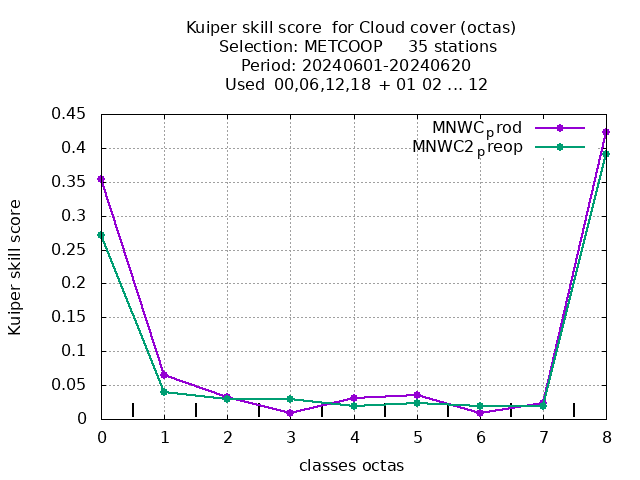 Kuiper skill score  for Cloud cover (octas)
Selection: METCOOP     35 stations
Period: 20240601-20240620
Used  00,06,12,18 + 01 02 ... 12
MNWCprod
MNWC2preop
0.45
0.4
0.35
0.3
0.25
0.2
0.15
0.1
0.05
0
Kuiper skill score
0 1 2 3 4 5 6 7 8
classes octas